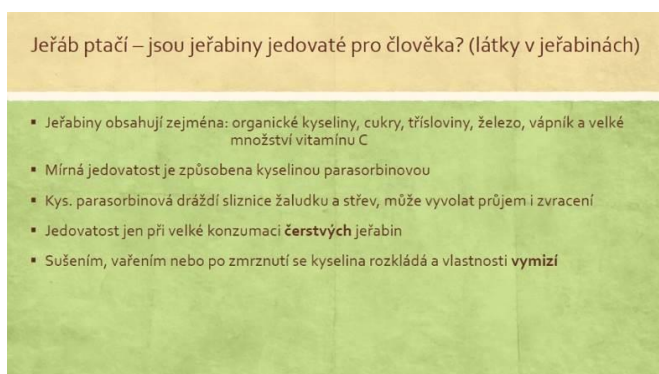 Jeřáb ptačí – jsou jeřabiny jedovaté pro člověka? (látky v jeřabinách)
▪ Jeřabiny obsahují zejména: organické kyseliny, cukry, třísloviny, železo, vápník a velké
množství vitamínu C
▪ Mírná jedovatost je způsobena kyselinou parasorbinovou
▪ Kys. parasorbinová dráždí sliznice žaludku a střev, může vyvolat průjem i zvracení
▪ Jedovatost jen při velké konzumaci čerstvých jeřabin
▪ Sušením, vařením nebo po zmrznutí se kyselina rozkládá a vlastnosti vymizí